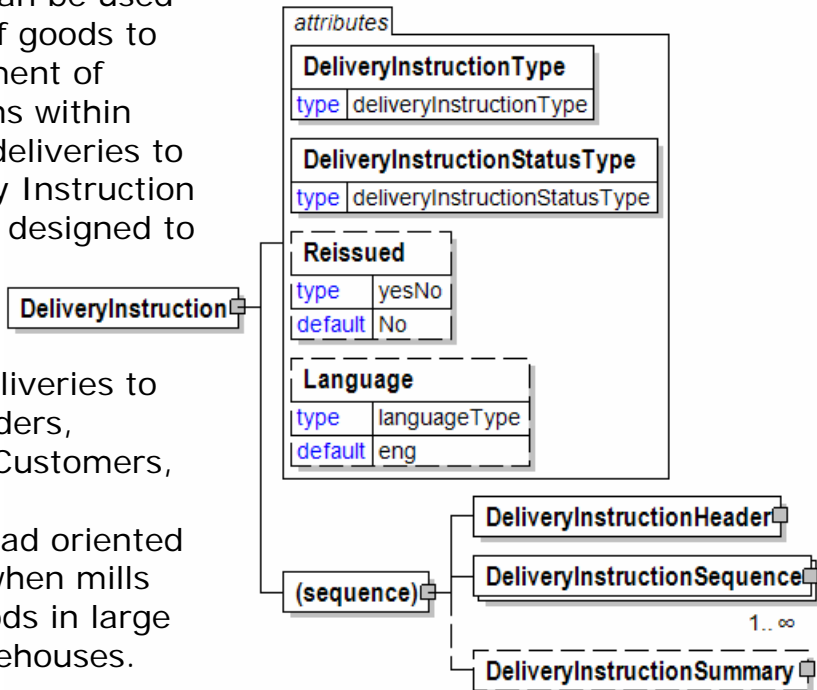 an be used
f goods to
nent of
ns within
deliveries to
y Instruction
designed to
liveries to
ders,
Customers,
ad oriented
when mills
ods in large
ehouses.
attributes
DeliveryInstructionType
type deliveryInstructionType
DeliveryInstructionStatusType
type deliveryInstructionStatusType
Reissued
type yesNo
default No
Language
type languageType
default eng
DeliveryInstruction
(sequence)
DeliveryInstructionHeader
DeliveryInstructionSequence
1.. ∞
DeliveryInstructionSummary